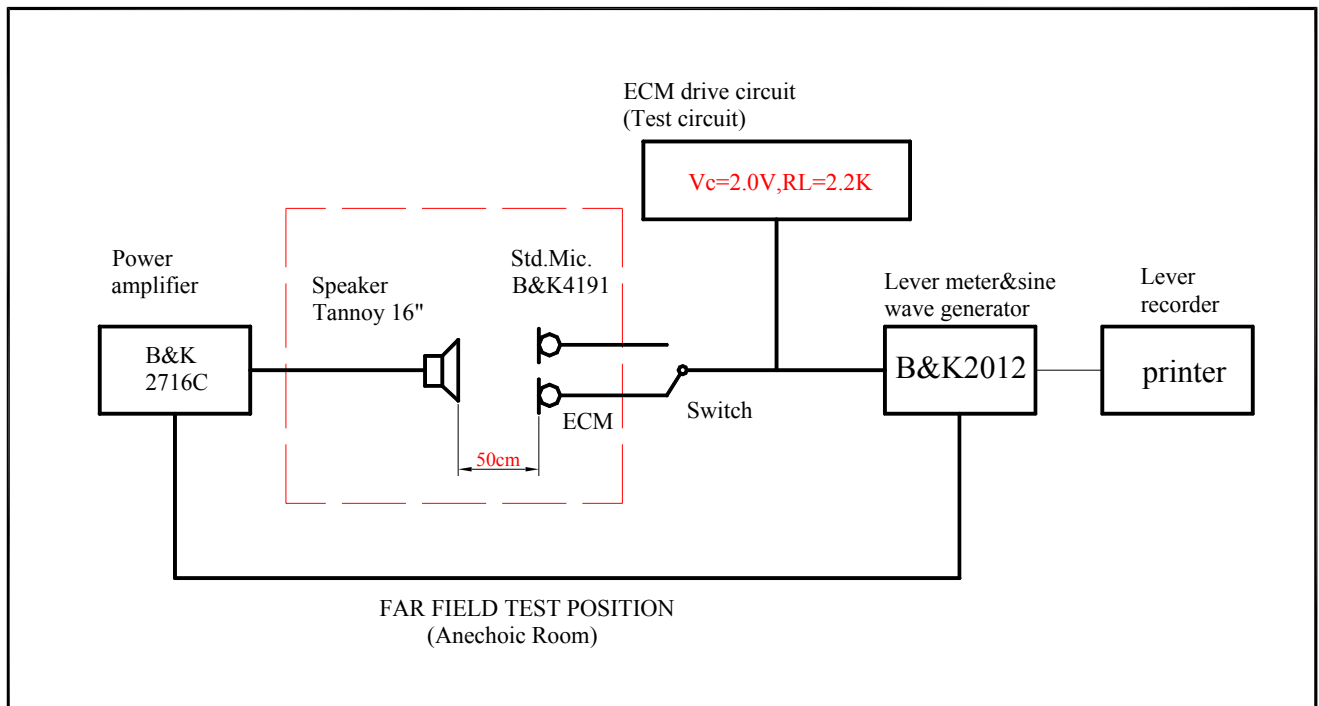 ECM drive circuit
(Test circuit)
Vc=2.0V,RL=2.2K
Power
amplifier
Speaker
Tannoy 16"
Std.Mic.
B&K4191
Lever meter&sine
wave generator
Lever
recorder
B&K
2716C
B&K2012
printer
ECM
Switch
50cm
FAR FIELD TEST POSITION
(Anechoic Room)